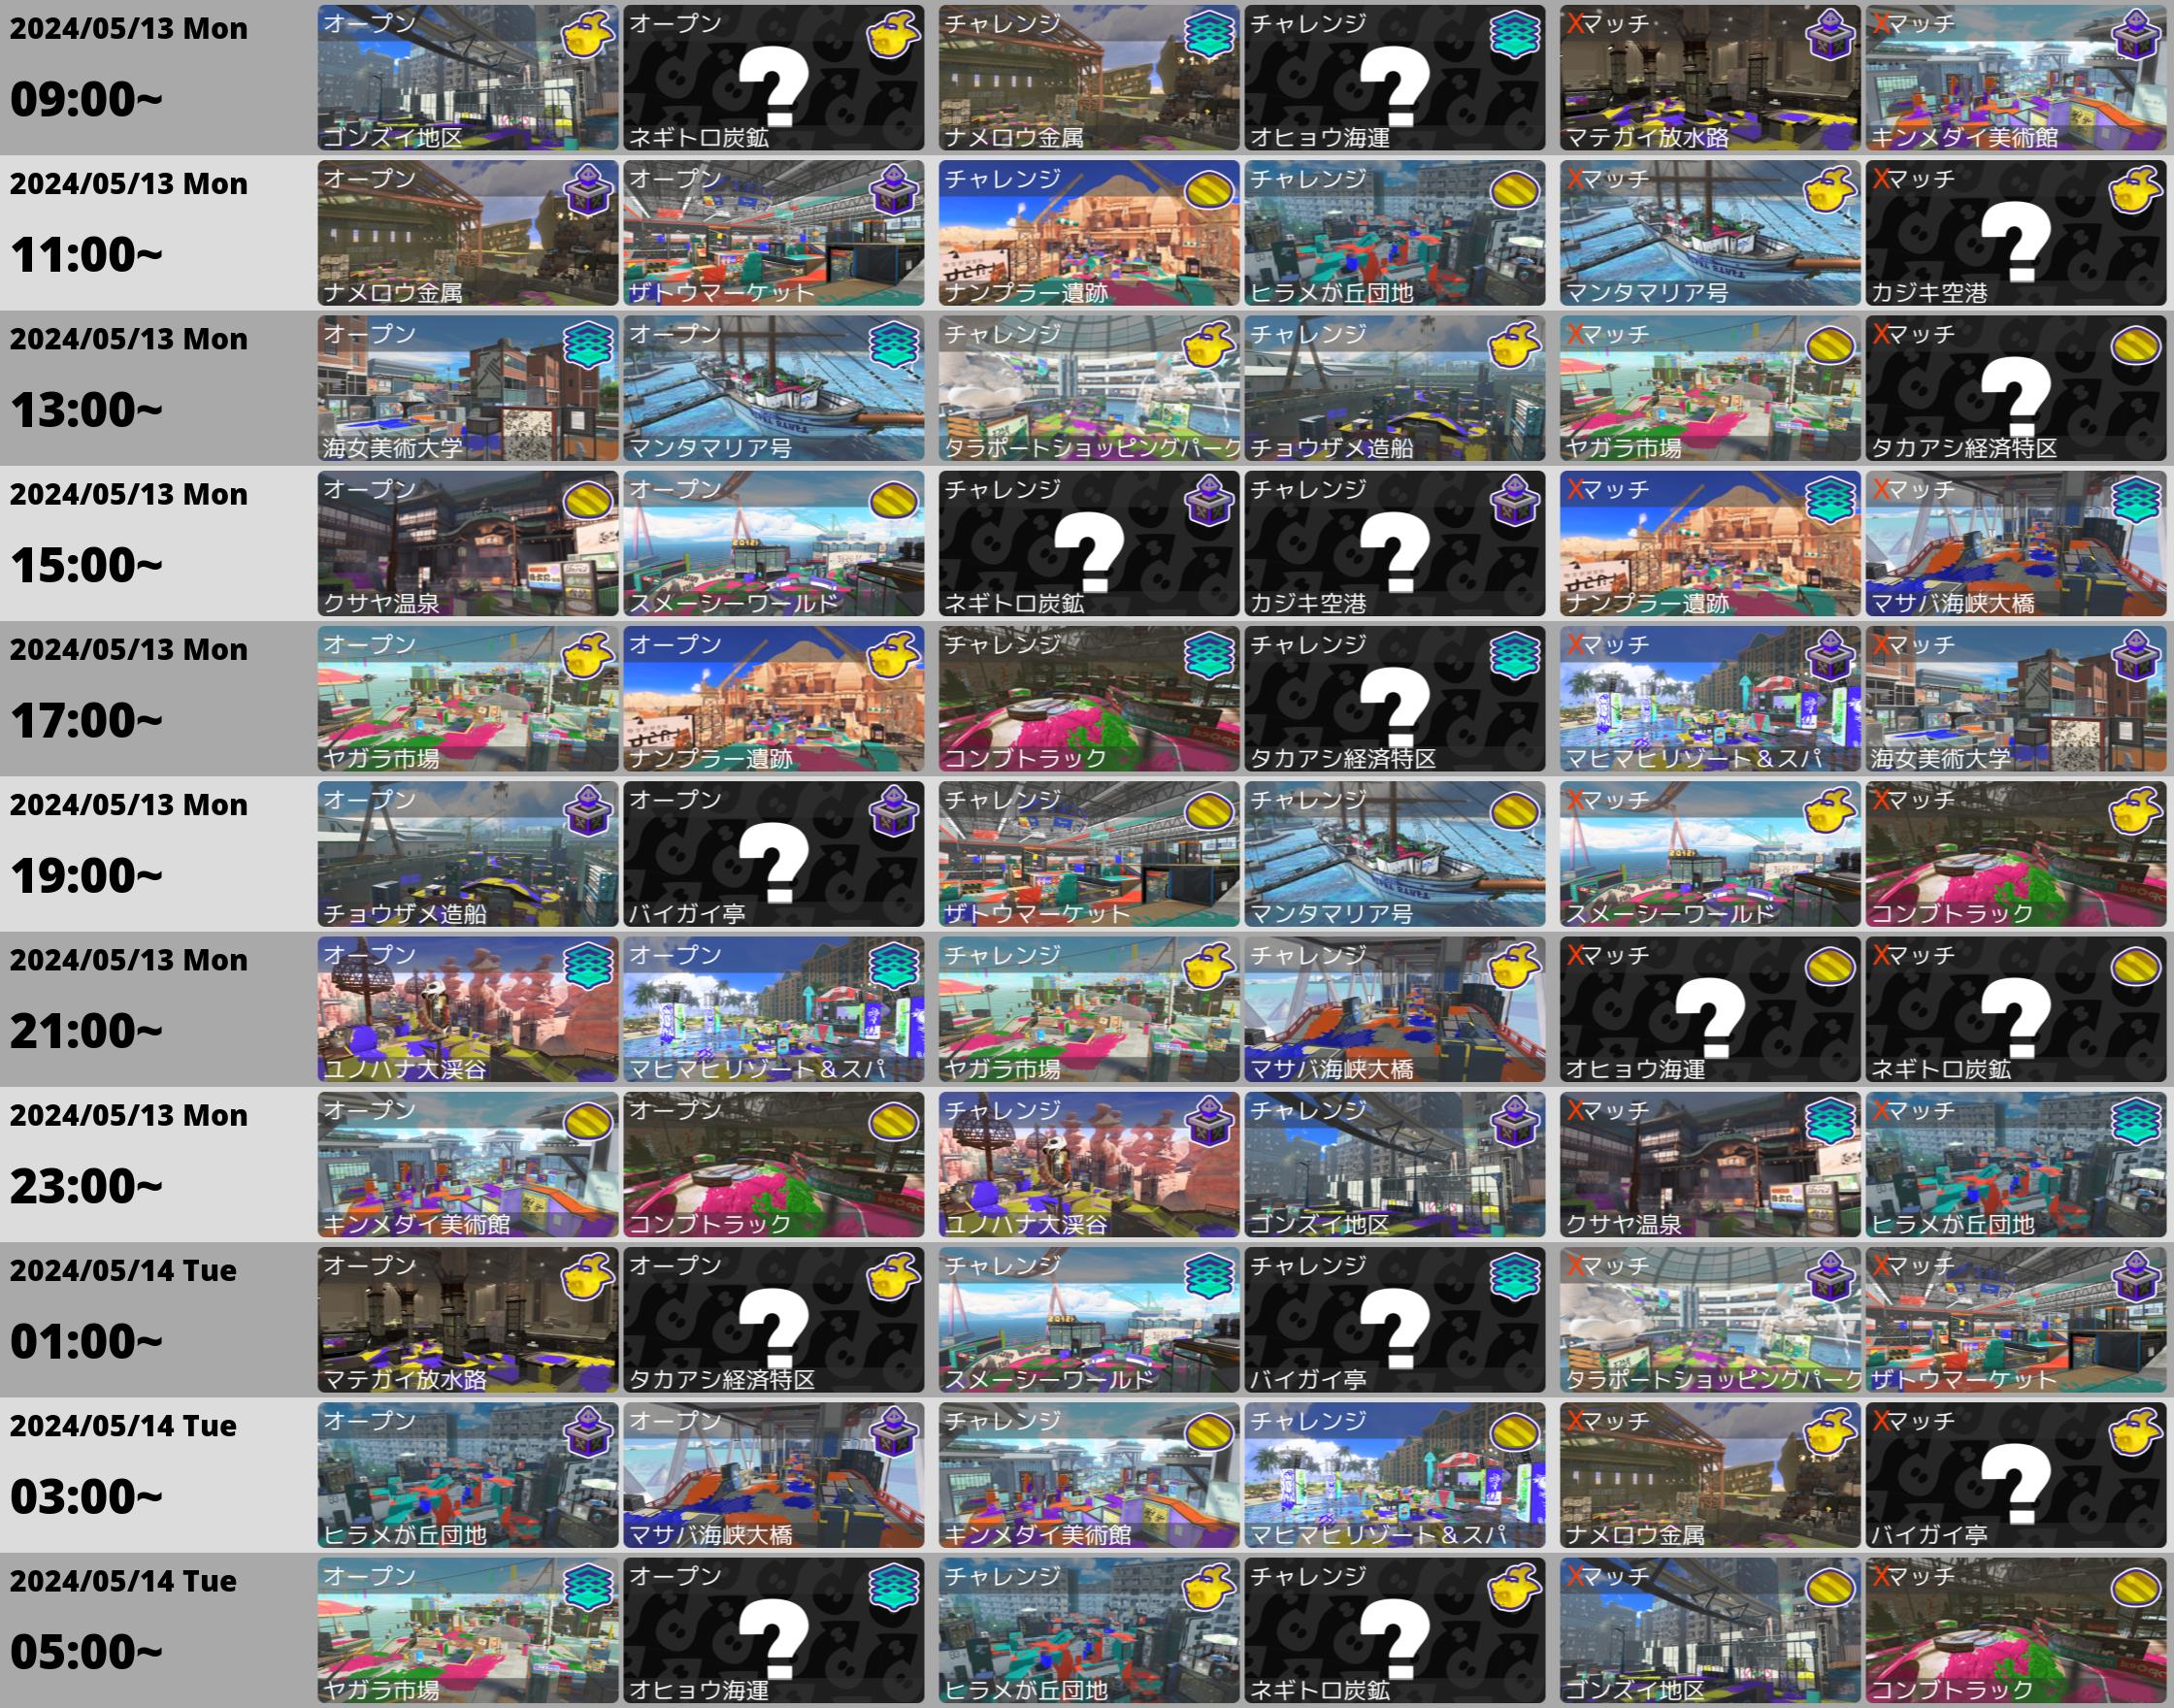 2024/05/13 Mon
09:00~
オープン
ゴンズイ地区
オープン
ネギトロ炭鉱
チャレンジ
ナメロウ金属
チャレンジ
オヒョウ海運
Xマッチ
マテガイ放水路
Xマッチ
キンメダイ美術館
2024/05/13 Mon
11:00~
オープン
ナメロウ金属
オープン
ザトウマーケット
チャレンジ
ナンプラー遺跡
チャレンジ
ヒラメが丘団地
Xマッチ
マンタマリア号
Xマッチ
カジキ空港
2024/05/13 Mon
13:00~
オープン
海女美術大学
オープン
マンタマリア号
チャレンジ
タラポートショッピングパーク
チャレンジ
チョウザメ造船
Xマッチ
ヤガラ市場
Xマッチ
タカアシ経済特区
2024/05/13 Mon
15:00~
オープン
クサヤ温泉
オープン
スメーシーワールド
チャレンジ
ネギトロ炭鉱
チャレンジ
カジキ空港
Xマッチ
ナンプラー遺跡
Xマッチ
マサバ海峡大橋
2024/05/13 Mon
17:00~
オープン
ヤガラ市場
オープン
ナンプラー遺跡
チャレンジ
コンブトラック
チャレンジ
タカアシ経済特区
Xマッチ
マヒマヒリゾート＆スパ
Xマッチ
海女美術大学
2024/05/13 Mon
19:00~
オープン
チョウザメ造船
オープン
バイガイ亭
チャレンジ
ザトウマーケット
チャレンジ
マンタマリア号
Xマッチ
スメーシーワールド
Xマッチ
コンブトラック
2024/05/13 Mon
21:00~
オープン
ユノハナ大渓谷
オープン
マヒマヒリゾート＆スパ
チャレンジ
ヤガラ市場
チャレンジ
マサバ海峡大橋
Xマッチ
オヒョウ海運
Xマッチ
ネギトロ炭鉱
2024/05/13 Mon
23:00~
オープン
キンメダイ美術館
オープン
コンブトラック
チャレンジ
ユノハナ大渓谷
チャレンジ
ゴンズイ地区
Xマッチ
クサヤ温泉
Xマッチ
ヒラメが丘団地
2024/05/14 Tue
01:00~
オープン
マテガイ放水路
オープン
タカアシ経済特区
チャレンジ
スメーシーワールド
チャレンジ
バイガイ亭
Xマッチ
タラポートショッピングパーク
Xマッチ
ザトウマーケット
2024/05/14 Tue
03:00~
オープン
ヒラメが丘団地
オープン
マサバ海峡大橋
チャレンジ
キンメダイ美術館
チャレンジ
マヒマヒリゾート＆スパ
Xマッチ
ナメロウ金属
Xマッチ
バイガイ亭
2024/05/14 Tue
05:00~
オープン
ヤガラ市場
オープン
オヒョウ海運
チャレンジ
ヒラメが丘団地
チャレンジ
ネギトロ炭鉱
Xマッチ
ゴンズイ地区
Xマッチ
コンブトラック